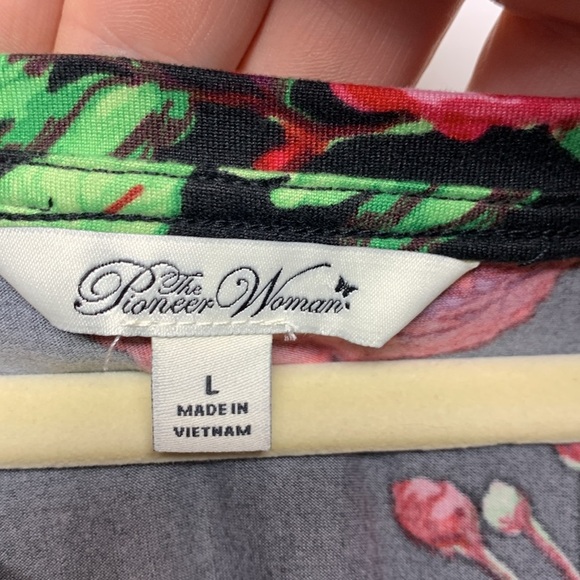 The
Pioneer Woman
L
MADE IN
VIETNAM